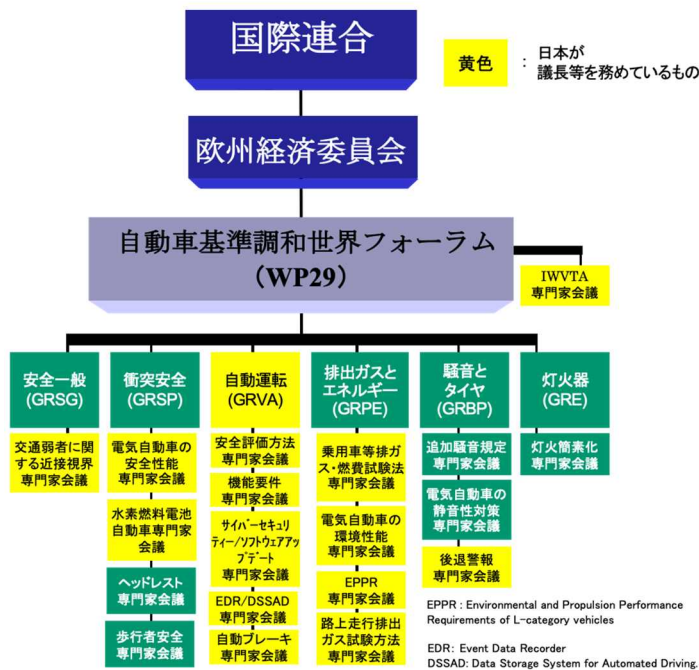 国際連合
黄色
：
日本が
議長等を務めているもの
欧州経済委員会
自動車基準調和世界フォーラム
（WP29）
IWVTA
専門家会議
安全一般
(GRSG)
交通弱者に関
する近接視界
専門家会議
衝突安全
(GRSP)
電気自動車の
安全性能
専門家会議
水素燃料電池
自動車専門家
会議
ヘッドレスト
専門家会議
歩行者安全
専門家会議
自動運転
(GRVA)
安全評価方法
専門家会議
機能要件
専門家会議
ｻｲﾊﾞｰｾｷｭﾘ
ﾃｨｰ/ｿﾌﾄｳｪｱｱｯ
ﾌﾟﾃﾞｰﾄ
専門家会議
EDR/DSSAD
専門家会議
自動ブレーキ
専門家会議
排出ガスと
エネルギー
(GRPE)
乗用車等排ガ
ス・燃費試験法
専門家会議
電気自動車の
環境性能
専門家会議
EPPR
専門家会議
路上走行排出
ガス試験方法
専門家会議
騒音と
タイヤ
(GRBP)
追加騒音規定
専門家会議
電気自動車の
静音性対策
専門家会議
後退警報
専門家会議
灯火器
(GRE)
灯火簡素化
専門家会議
EPPR : Environmental and Propulsion Performance
Requirements of L-category vehicles
EDR: Event Data Recorder
DSSAD: Data Storage System for Automated Driving.